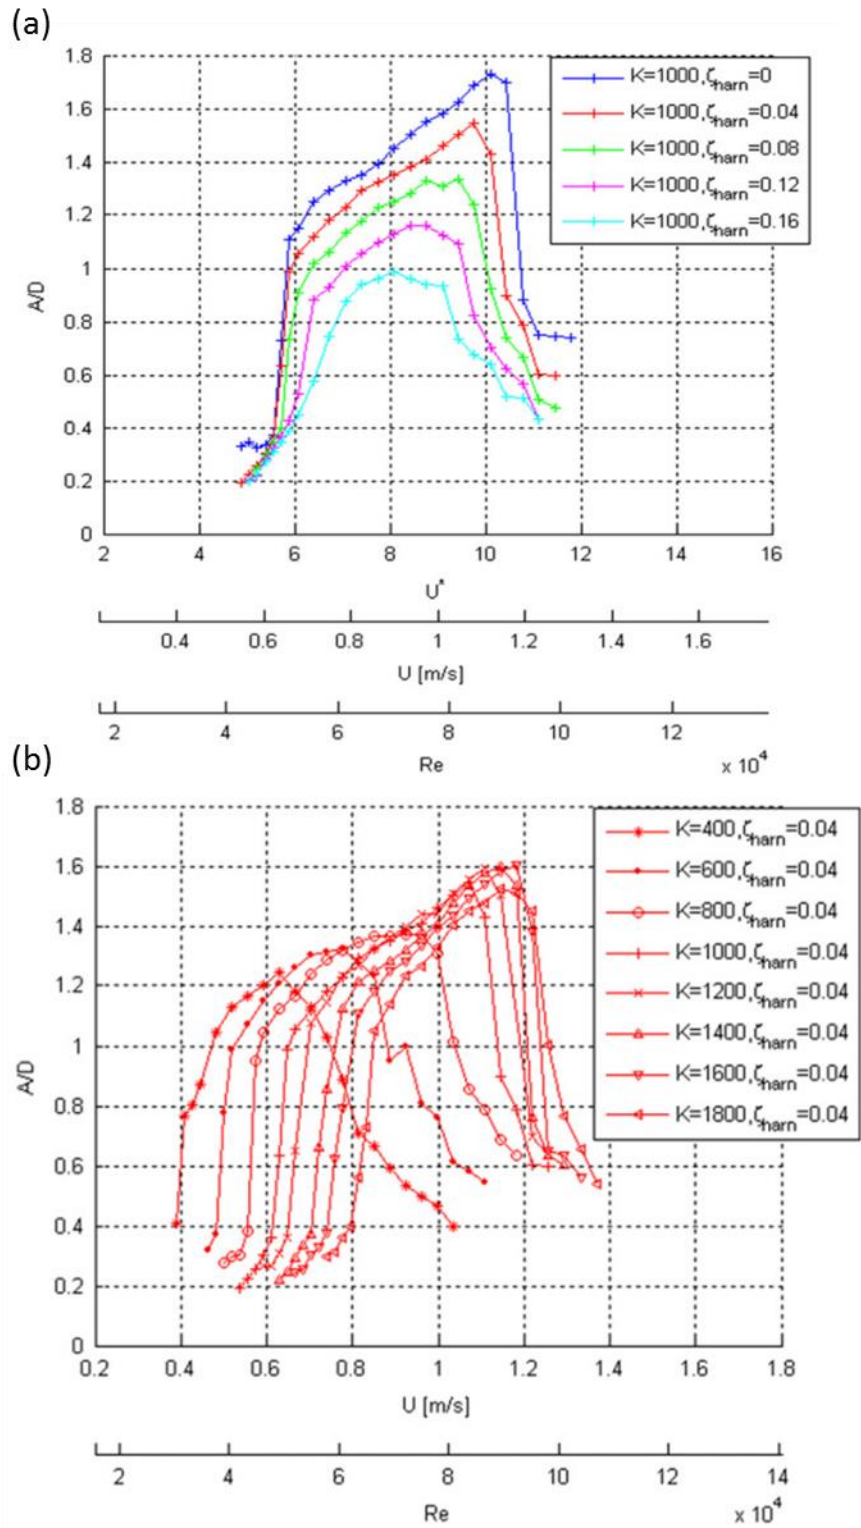 (a)
1.8
1.6
1.4
1.2
1
0.8
0.6
0.4
0.2
0
A/D
K=1000,ζharn=0
K=1000,ζharn=0.04
K=1000,ζharn=0.08
K=1000,ζharn=0.12
K=1000,ζharn=0.16
2 4 6 8 10 12 14 16
U*
0.4 0.6 0.8 1 1.2 1.4 1.6
U [m/s]
2 4 6 8 10 12
Re x 10⁴
(b)
1.8
1.6
1.4
1.2
1
0.8
0.6
0.4
0.2
0
A/D
K=400,ζharn=0.04
K=600,ζharn=0.04
K=800,ζharn=0.04
K=1000,ζharn=0.04
K=1200,ζharn=0.04
K=1400,ζharn=0.04
K=1600,ζharn=0.04
K=1800,ζharn=0.04
0.2 0.4 0.6 0.8 1 1.2 1.4 1.6 1.8
U [m/s]
2 4 6 8 10 12 14
Re x 10⁴